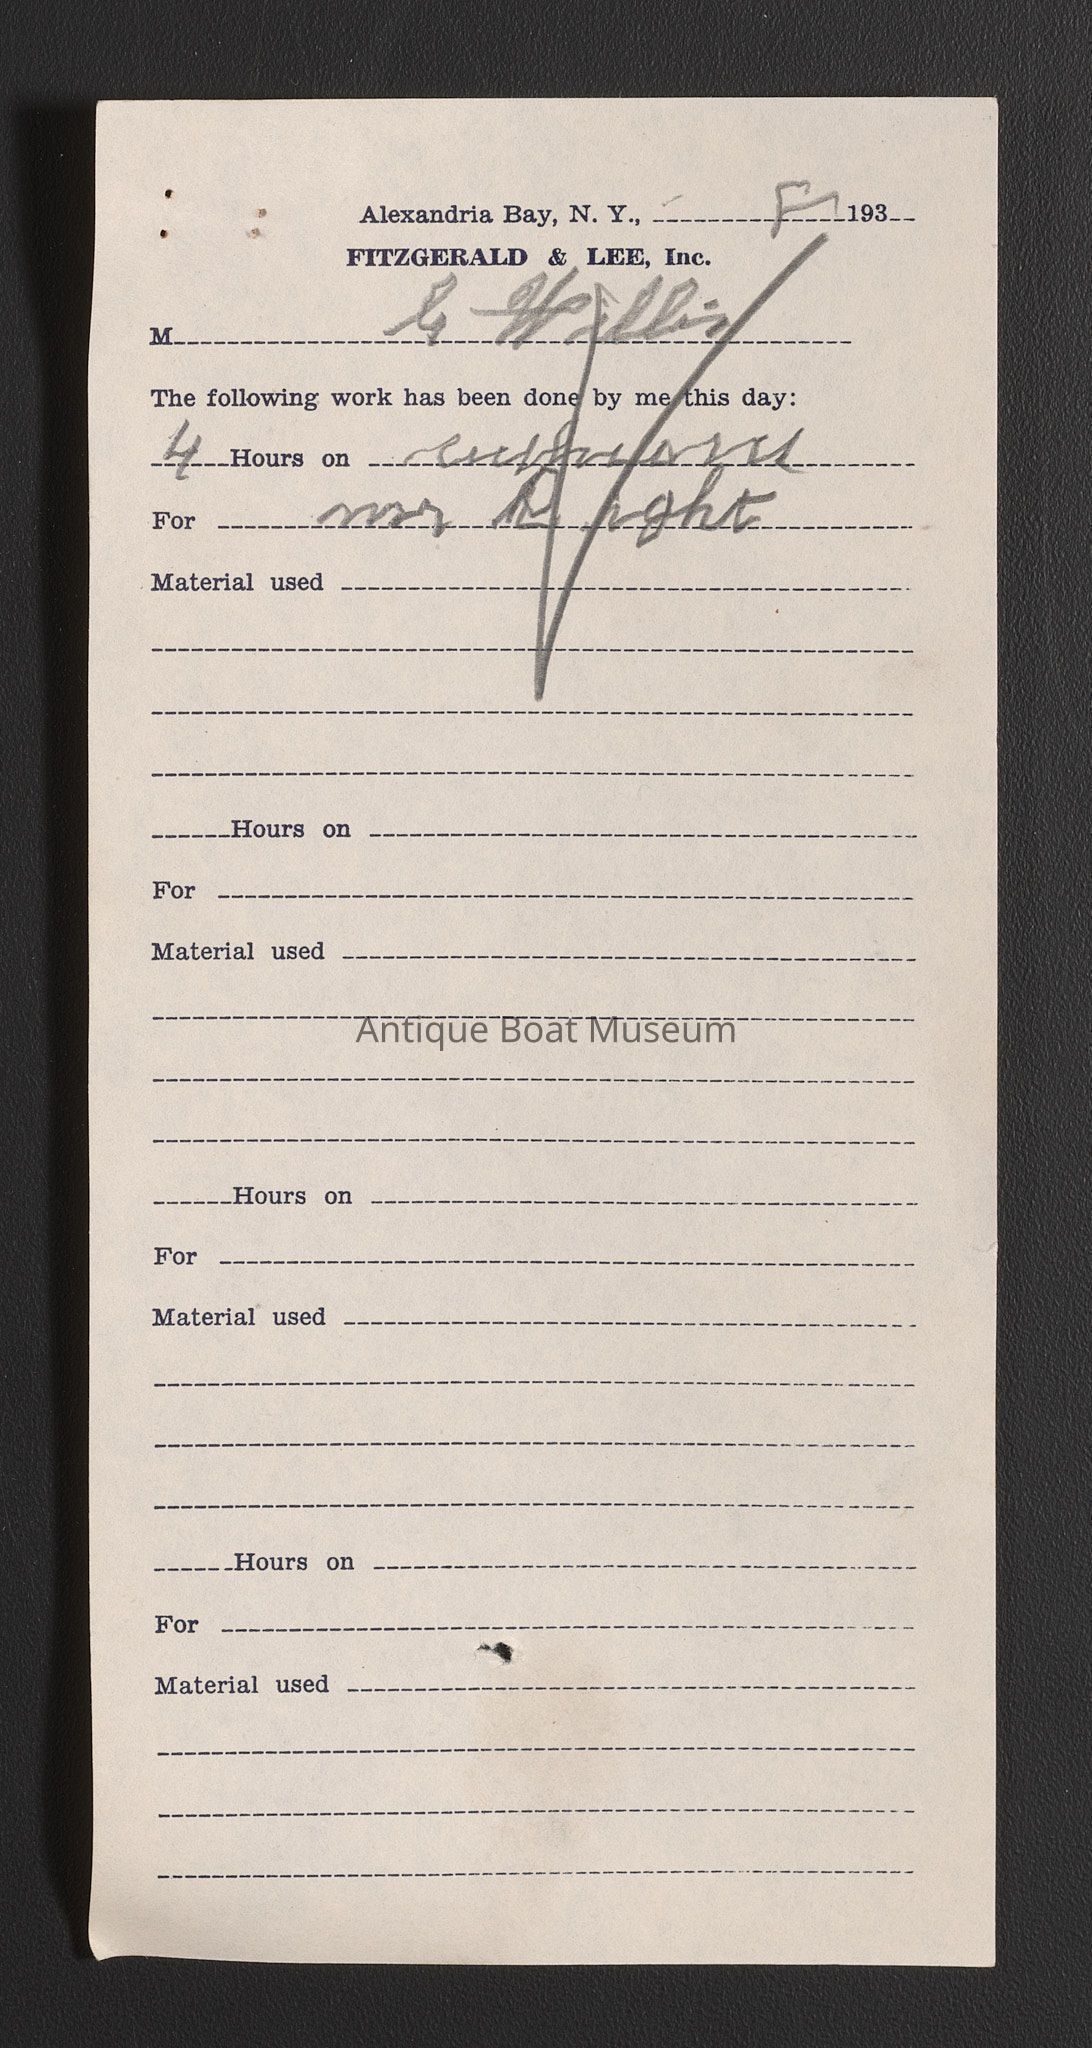 Alexandria Bay, N. Y., 193
FITZGERALD & LEE, Inc.
M G Willis
The following work has been done by me this day:
4 Hours on
For mr
Material used
Hours on
For
Material used
Antique Boat Museum
Hours on
For
Material used
Hours on
For
Material used